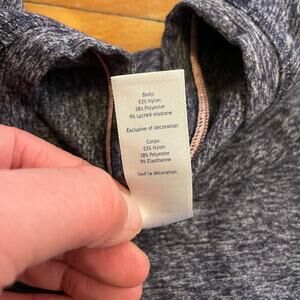 Body:
53% Nylon
38% Polyester
9% Lycra® elastane
Exclusive of decoration
Corps:
53% Nylon
38% Polyester
9% Élasthanne
Sauf la décoration